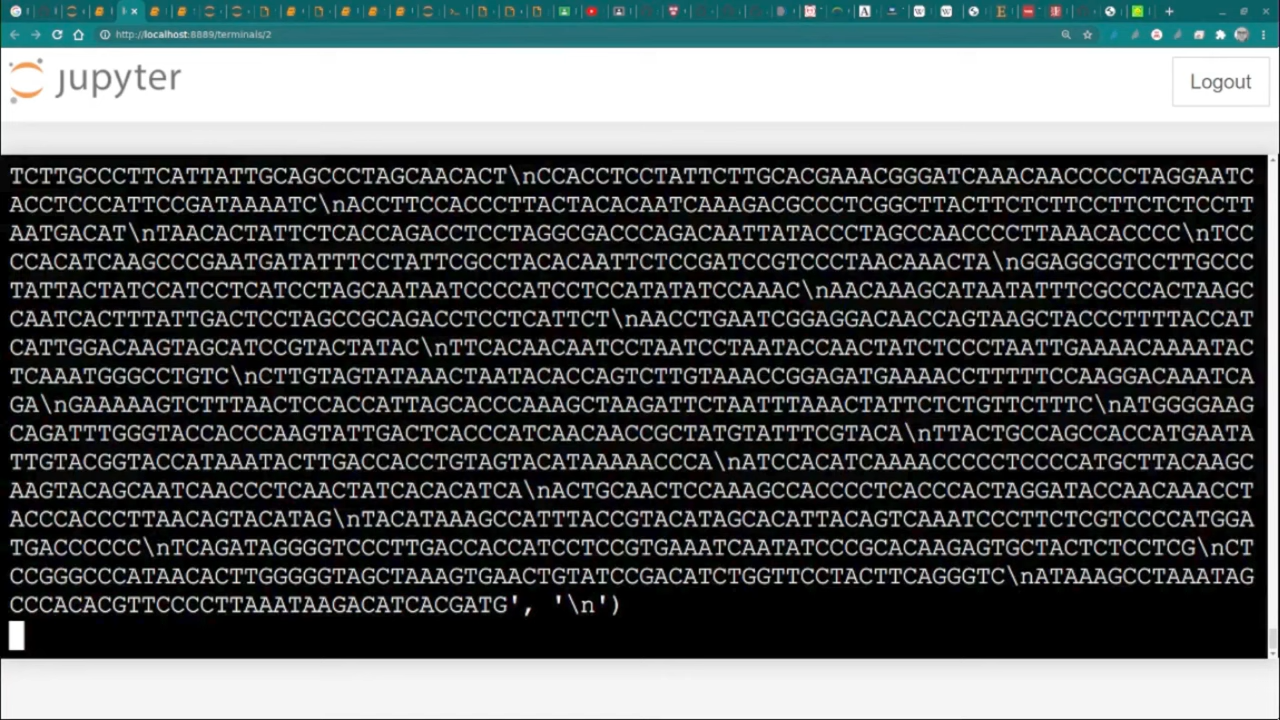 http://localhost:8889/terminals/2
jupyter
Logout
TCTTGCCCTTCATTATTGCAGCCCTAGCAACACT\nCCACCTCCTATTCTTGCACGAAACGGGATCAAACAACCCCCTAGGAATC
ACCTCCCATTCCGATAAAATC\nACCTTCCACCCTTACTACACAATCAAAGACGCCCTCGGCTTACTTCTCTTCCTTCTCTCCTT
AATGACAT\nTAACACTATTCTCACCAGACCTCCTAGGCGACCCAGACAATTATACCCTAGCCAACCCCTTAAACACCCC\nTCC
CCACATCAAGCCCGAATGATATTTCCTATTCGCCTACACAATTCTCCGATCCGTCCCTAACAAACTA\nGGAGGCGTCCTTGCCC
TATTACTATCCATCCTCATCCTAGCAATAATCCCCATCCTCCATATATCCAAAC\nAACAAAGCATAATATTTCGCCCACTAAGC
CAATCACTTTATTGACTCCTAGCCGCAGACCTCCTCATTCT\nAACCTGAATCGGAGGACAACCAGTAAGCTACCCTTTTACCAT
CATTGGACAAGTAGCATCCGTACTATAC\nTTCACAACAATCCTAATCCTAATACCAACTATCTCCCTAATTGAAAACAAAATAC
TCAAATGGGCCTGTC\nCTTGTAGTATAAACTAATACACCAGTCTTGTAAACCGGAGATGAAAACCTTTTTCCAAGGACAAATCA
GA\nGAAAAAGTCTTTAACTCCACCATTAGCACCCAAAGCTAAGATTCTAATTTAAACTATTCTCTGTTCTTTC\nATGGGGAAG
CAGATTTGGGTACCACCCAAGTATTGACTCACCCATCAACAACCGCTATGTATTTCGTACA\nTTACTGCCAGCCACCATGAATA
TTGTACGGTACCATAAATACTTGACCACCTGTAGTACATAAAAACCCA\nATCCACATCAAAACCCCCTCCCCATGCTTACAAGC
AAGTACAGCAATCAACCCTCAACTATCACACATCA\nACTGCAACTCCAAAGCCACCCCTCACCCACTAGGATACCAACAAACCT
ACCCACCCTTAACAGTACATAG\nTACATAAAGCCATTTACCGTACATAGCACATTACAGTCAAATCCCTTCTCGTCCCCATGGA
TGACCCCCC\nTCAGATAGGGGTCCCTTGACCACCATCCTCCGTGAAATCAATATCCCGCACAAGAGTGCTACTCTCCTCG\nCT
CCGGGCCCATAACACTTGGGGGTAGCTAAAGTGAACTGTATCCGACATCTGGTTCCTACTTCAGGGTC\nATAAAGCCTAAATAG
CCCACACGTTCCCCTTAAATAAGACATCACGATG', '\n')